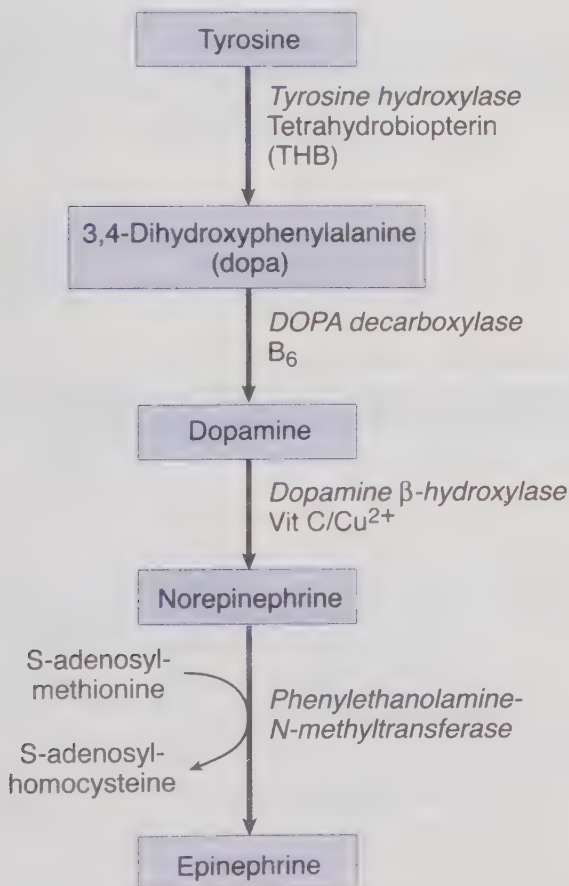 Tyrosine
Tyrosine hydroxylase
Tetrahydrobiopterin
(THB)
3,4-Dihydroxyphenylalanine
(dopa)
DOPA decarboxylase
B₆
Dopamine
Dopamine β-hydroxylase
Vit C/Cu²⁺
Norepinephrine
S-adenosyl-
methionine
Phenylethanolamine-
N-methyltransferase
S-adenosyl-
homocysteine
Epinephrine